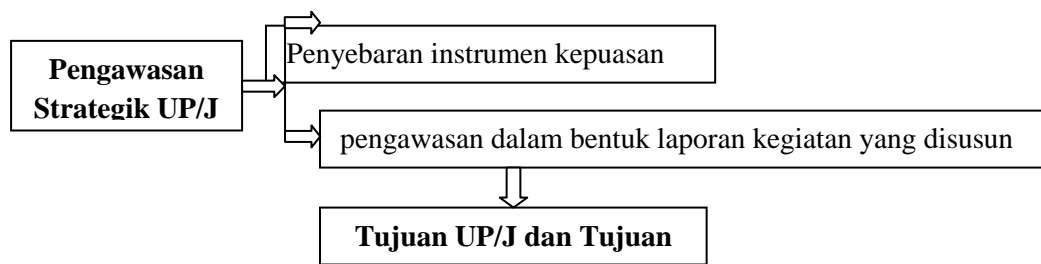 Penyebaran instrumen kepuasan
Pengawasan
Strategik UP/J
pengawasan dalam bentuk laporan kegiatan yang disusun
Tujuan UP/J dan Tujuan